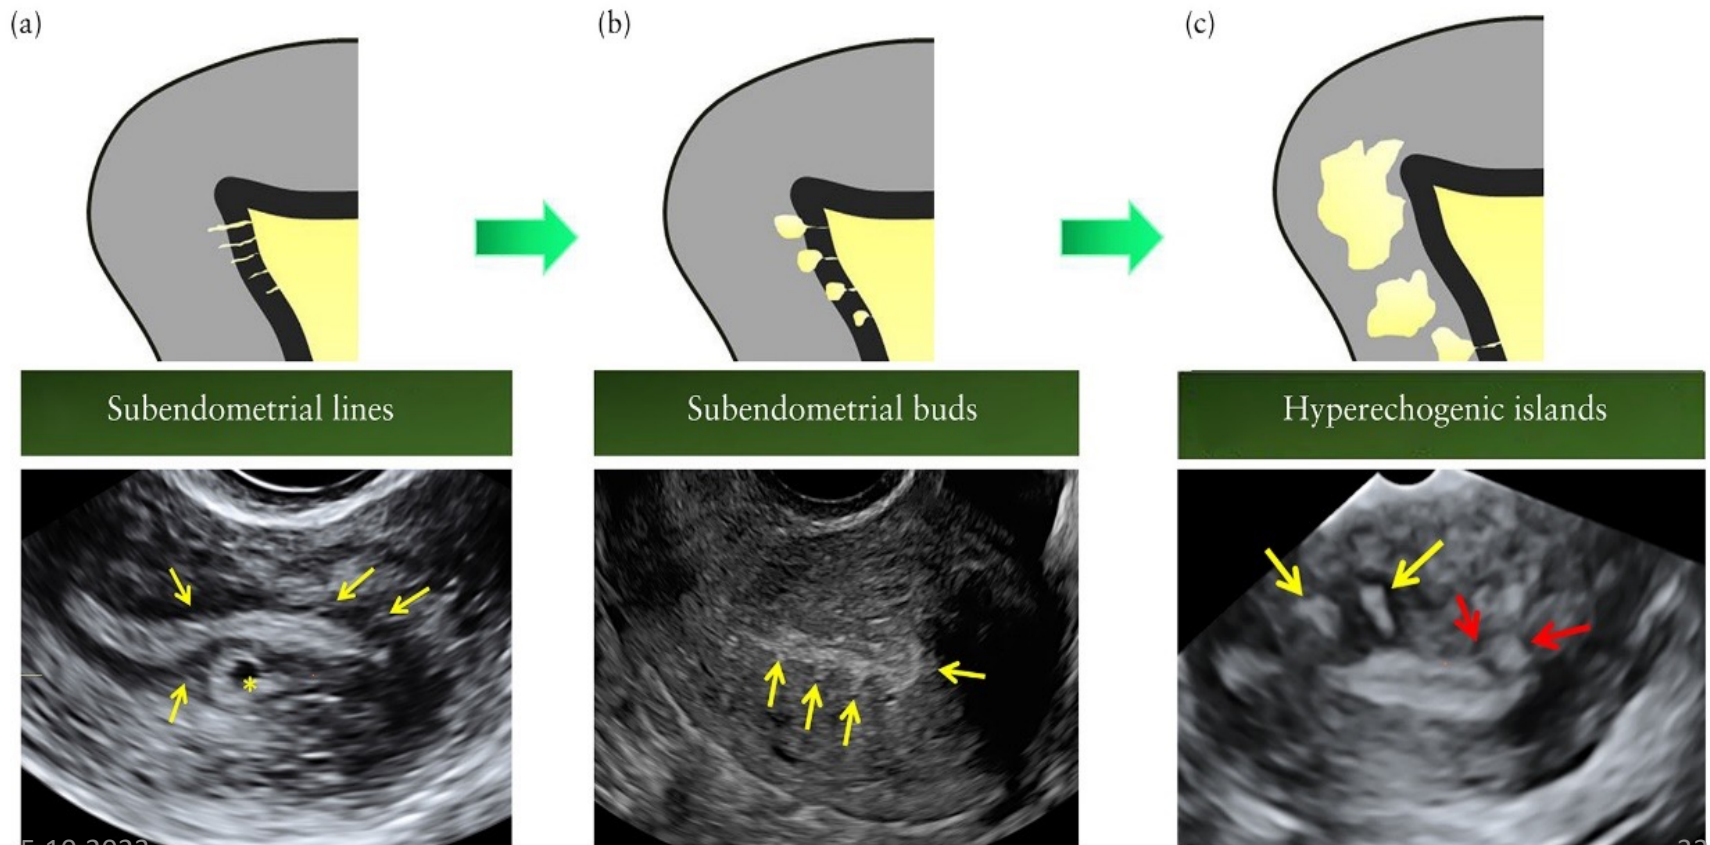 (a)
(b)
(c)
Subendometrial lines
Subendometrial buds
Hyperechogenic islands
*